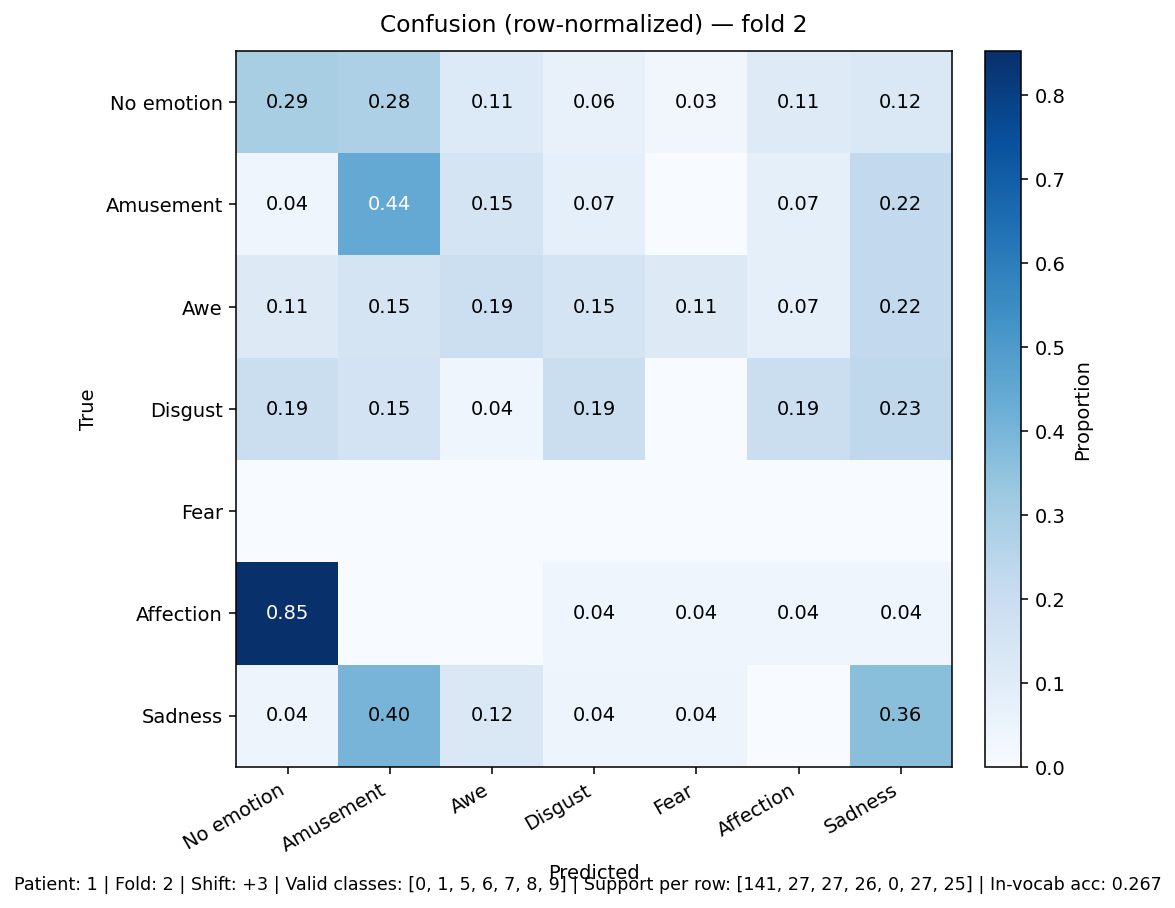 Confusion (row-normalized) — fold 2
No emotion 0.29 0.28 0.11 0.06 0.03 0.11 0.12
Amusement 0.04 0.44 0.15 0.07 0.07 0.22
Awe 0.11 0.15 0.19 0.15 0.11 0.07 0.22
Disgust 0.19 0.15 0.04 0.19 0.19 0.23
Fear
Affection 0.85 0.04 0.04 0.04 0.04
Sadness 0.04 0.40 0.12 0.04 0.04 0.36
True
No emotion Amusement Awe Disgust Fear Affection Sadness
Predicted
0.8
0.7
0.6
0.5
0.4
0.3
0.2
0.1
0.0
Proportion
Patient: 1 | Fold: 2 | Shift: +3 | Valid classes: [0, 1, 5, 6, 7, 8, 9] | Support per row: [141, 27, 27, 26, 0, 27, 25] | In-vocab acc: 0.267